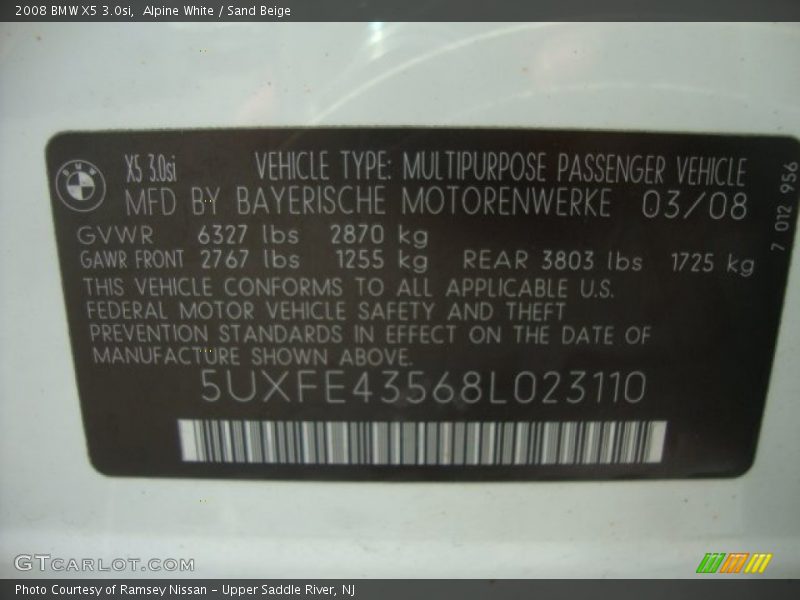 2008 BMW X5 3.0si,  Alpine White / Sand Beige
BMW
X5 3.0si VEHICLE TYPE: MULTIPURPOSE PASSENGER VEHICLE
MFD BY BAYERISCHE MOTORENWERKE 03/08
GVWR 6327 lbs 2870 kg
GAWR FRONT 2767 lbs 1255 kg REAR 3803 lbs 1725 kg
THIS VEHICLE CONFORMS TO ALL APPLICABLE U.S.
FEDERAL MOTOR VEHICLE SAFETY AND THEFT
PREVENTION STANDARDS IN EFFECT ON THE DATE OF
MANUFACTURE SHOWN ABOVE.
5UXFE43568L023110
7 012 956
GTCARLOT.COM
Photo Courtesy of Ramsey Nissan - Upper Saddle River, NJ